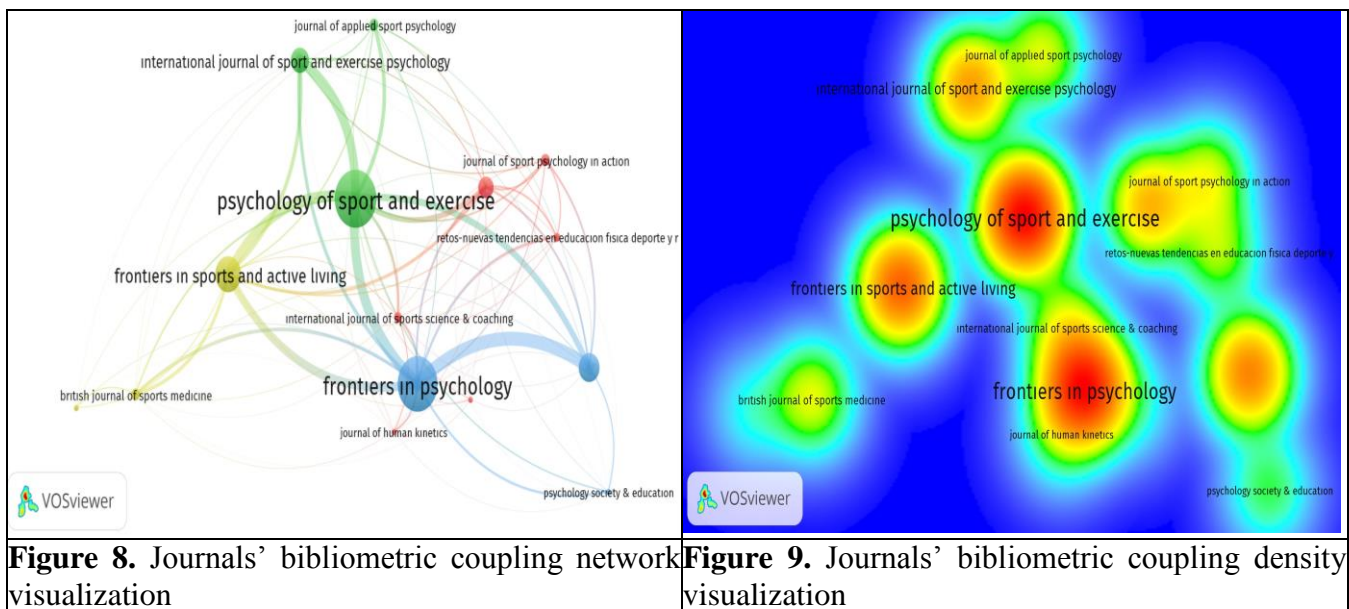 journal of applied sport psychology
international journal of sport and exercise psychology
journal of sport psychology in action
psychology of sport and exercise
retos-nuevas tendencias en educacion fisica deporte y r
frontiers in sports and active living
international journal of sports science & coaching
frontiers in psychology
british journal of sports medicine
journal of human kinetics
psychology society & education
VOSviewer
journal of applied sport psychology
international journal of sport and exercise psychology
journal of sport psychology in action
psychology of sport and exercise
retos-nuevas tendencias en educacion fisica deporte y
frontiers in sports and active living
international journal of sports science & coaching
frontiers in psychology
british journal of sports medicine
journal of human kinetics
psychology society & education
VOSviewer
Figure 8. Journals’ bibliometric coupling network
visualization
Figure 9. Journals’ bibliometric coupling density
visualization